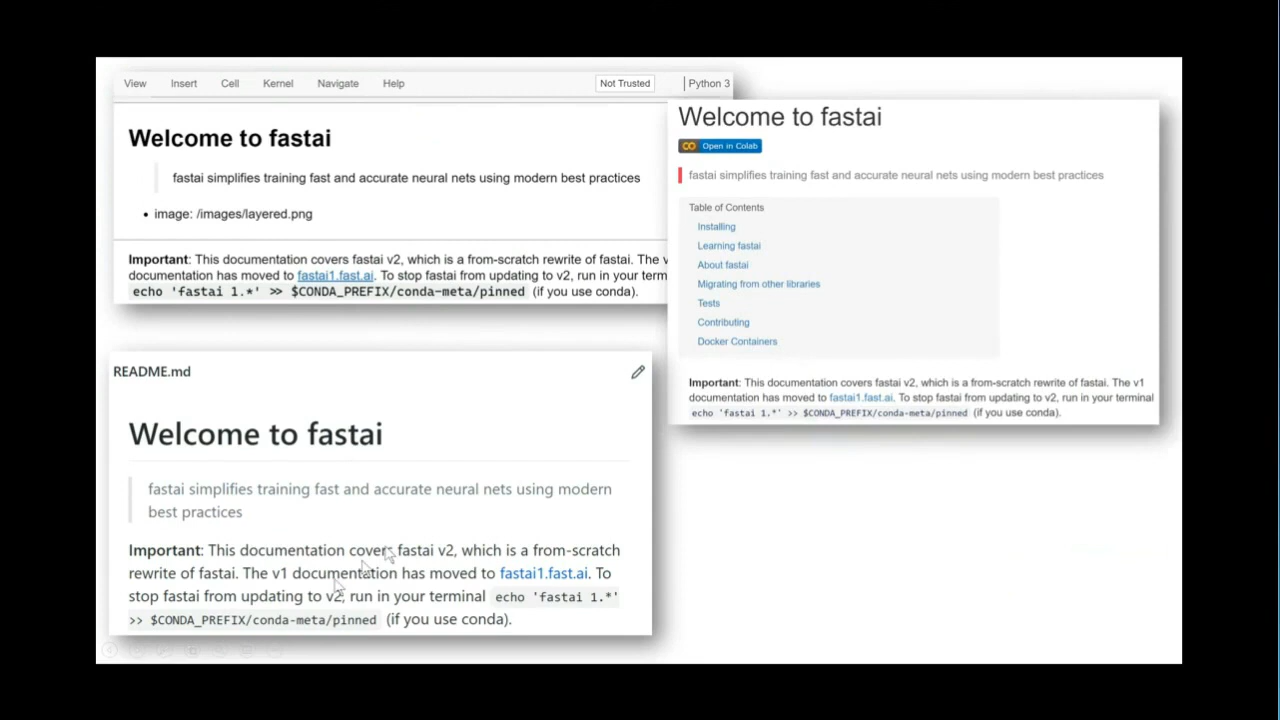 View Insert Cell Kernel Navigate Help Not Trusted Python 3
Welcome to fastai
fastai simplifies training fast and accurate neural nets using modern best practices
• image: /images/layered.png
Important: This documentation covers fastai v2, which is a from-scratch rewrite of fastai. The v
documentation has moved to fastai1.fast.ai. To stop fastai from updating to v2, run in your term
echo 'fastai 1.*' >> $CONDA_PREFIX/conda-meta/pinned (if you use conda).
Welcome to fastai
Open in Colab
fastai simplifies training fast and accurate neural nets using modern best practices
Table of Contents
Installing
Learning fastai
About fastai
Migrating from other libraries
Tests
Contributing
Docker Containers
Important: This documentation covers fastai v2, which is a from-scratch rewrite of fastai. The v1
documentation has moved to fastai1.fast.ai. To stop fastai from updating to v2, run in your terminal
echo 'fastai 1.*' >> $CONDA_PREFIX/conda-meta/pinned (if you use conda).
README.md
Welcome to fastai
fastai simplifies training fast and accurate neural nets using modern
best practices
Important: This documentation covers fastai v2, which is a from-scratch
rewrite of fastai. The v1 documentation has moved to fastai1.fast.ai. To
stop fastai from updating to v2, run in your terminal echo 'fastai 1.*'
>> $CONDA_PREFIX/conda-meta/pinned (if you use conda).